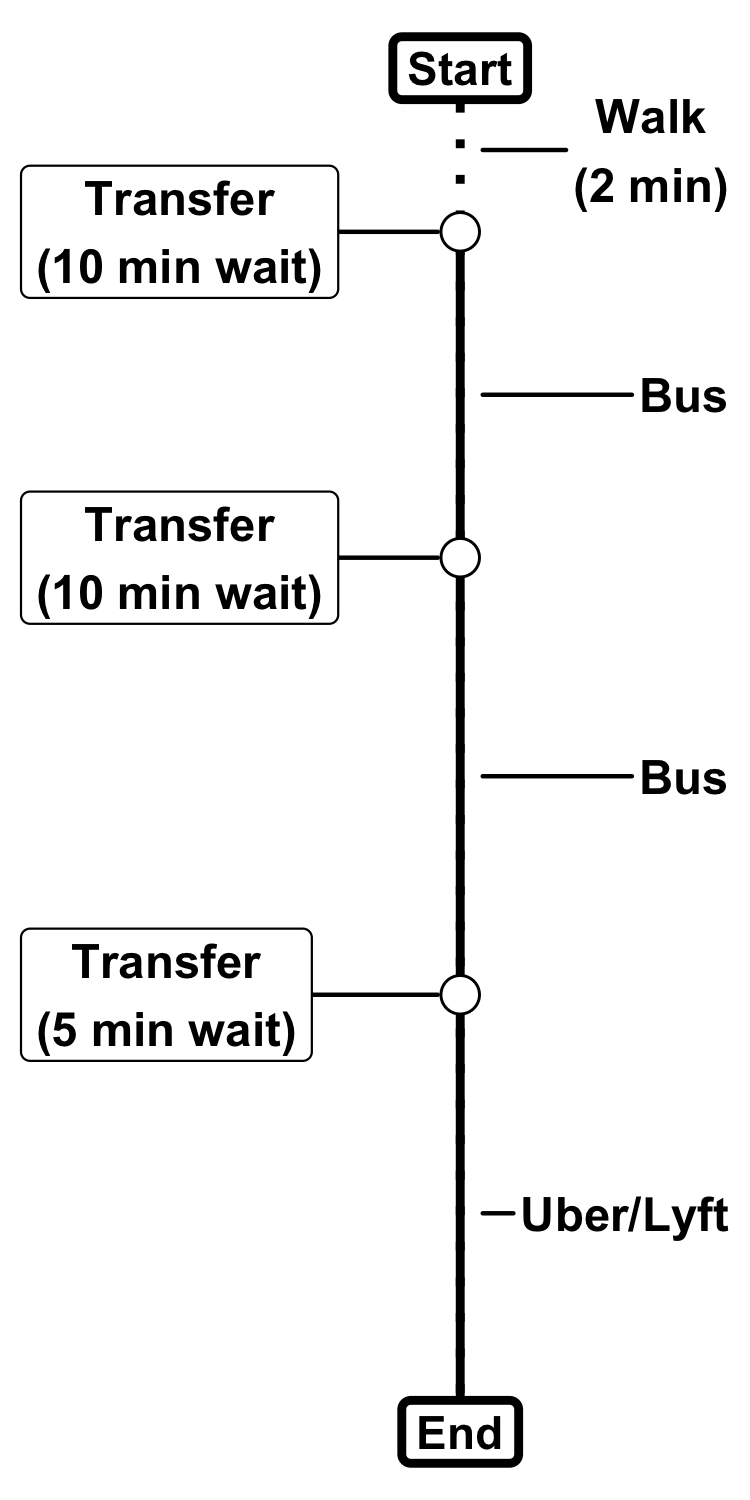 Start
Walk
(2 min)
Transfer
(10 min wait)
Bus
Transfer
(10 min wait)
Bus
Transfer
(5 min wait)
Uber/Lyft
End